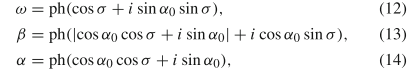 ω = ph(cos σ + i sin α₀ sin σ), (12)
β = ph(|cos α₀ cos σ + i sin α₀| + i cos α₀ sin σ), (13)
α = ph(cos α₀ cos σ + i sin α₀), (14)